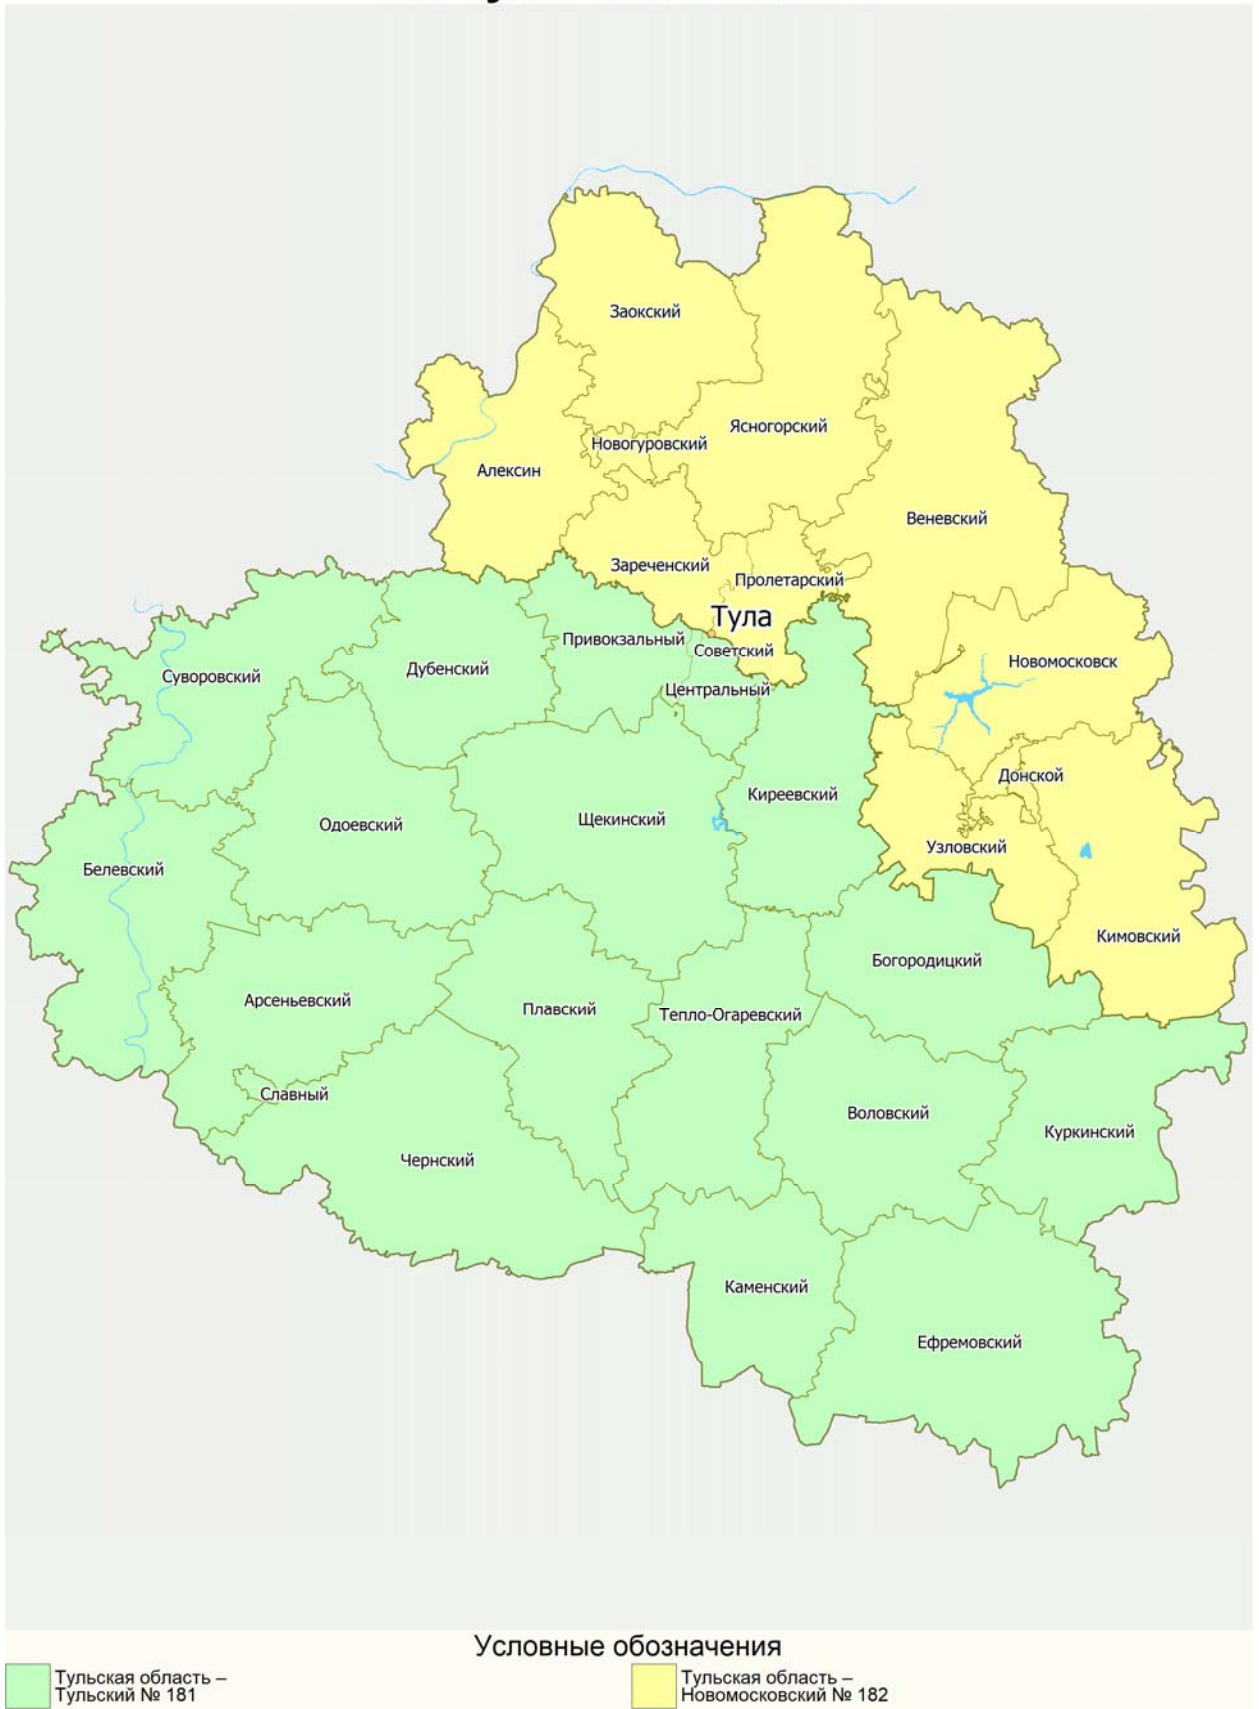 Заокский
Ясногорский
Новогуровский
Алексин
Веневский
Зареченский
Пролетарский
Тула
Привокзальный
Советский
Новомосковск
Дубенский
Суворовский
Центральный
Донской
Киреевский
Щекинский
Одоевский
Узловский
Белевский
Кимовский
Богородицкий
Арсеньевский
Плавский
Тепло-Огаревский
Славный
Воловский
Куркинский
Чернский
Каменский
Ефремовский
Условные обозначения
Тульская область –
Тульский № 181
Тульская область –
Новомосковский № 182